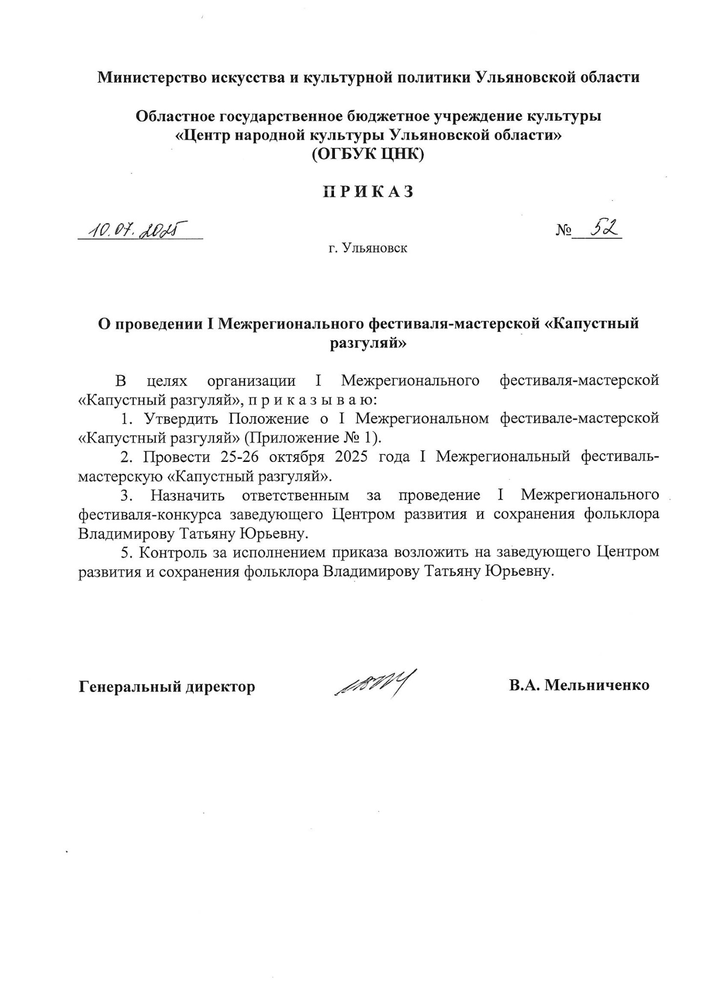 Министерство искусства и культурной политики Ульяновской области
Областное государственное бюджетное учреждение культуры
«Центр народной культуры Ульяновской области»
(ОГБУК ЦНК)
П Р И К А З
10.07.2025 № 52
г. Ульяновск
О проведении I Межрегионального фестиваля-мастерской «Капустный
разгуляй»
В целях организации I Межрегионального фестиваля-мастерской
«Капустный разгуляй», п р и к а з ы в а ю:
1. Утвердить Положение о I Межрегиональном фестивале-мастерской
«Капустный разгуляй» (Приложение № 1).
2. Провести 25-26 октября 2025 года I Межрегиональный фестиваль-
мастерскую «Капустный разгуляй».
3. Назначить ответственным за проведение I Межрегионального
фестиваля-конкурса заведующего Центром развития и сохранения фольклора
Владимирову Татьяну Юрьевну.
5. Контроль за исполнением приказа возложить на заведующего Центром
развития и сохранения фольклора Владимирову Татьяну Юрьевну.
Генеральный директор В.А. Мельниченко